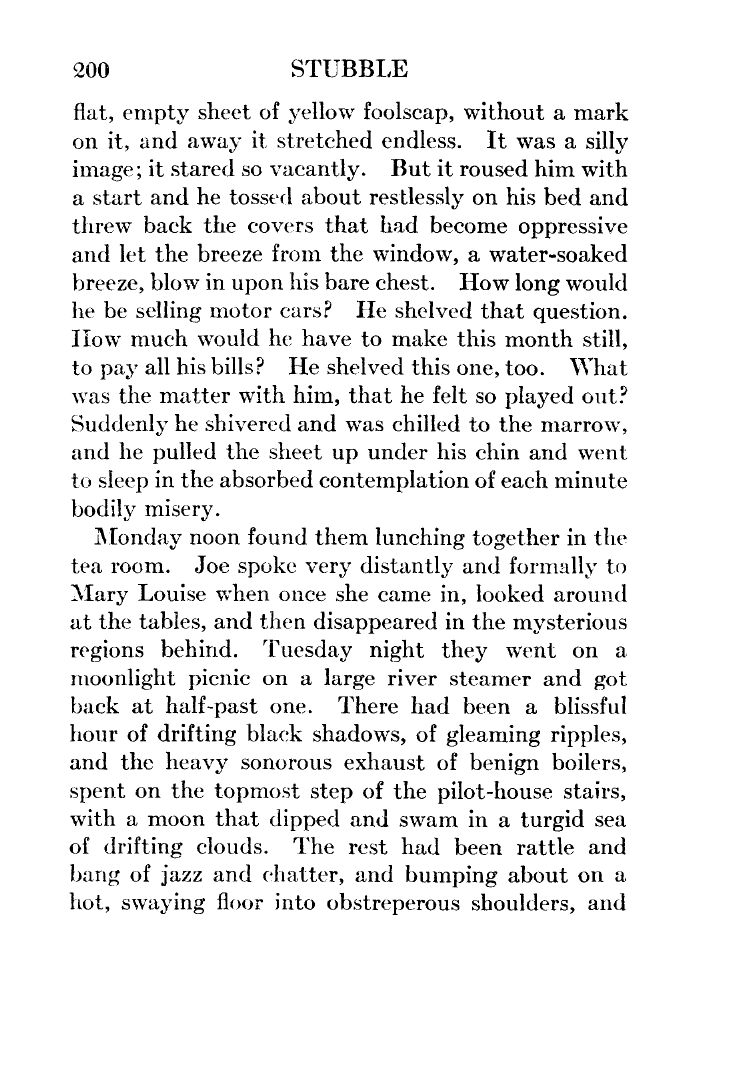 200 STUBBLE
flat, empty sheet of yellow foolscap, without a mark
on it, and away it stretched endless. It was a silly
image; it stared so vacantly. But it roused him with
a start and he tossed about restlessly on his bed and
threw back the covers that had become oppressive
and let the breeze from the window, a water-soaked
breeze, blow in upon his bare chest. How long would
he be selling motor cars? He shelved that question.
How much would he have to make this month still,
to pay all his bills? He shelved this one, too. What
was the matter with him, that he felt so played out?
Suddenly he shivered and was chilled to the marrow,
and he pulled the sheet up under his chin and went
to sleep in the absorbed contemplation of each minute
bodily misery.
Monday noon found them lunching together in the
tea room. Joe spoke very distantly and formally to
Mary Louise when once she came in, looked around
at the tables, and then disappeared in the mysterious
regions behind. Tuesday night they went on a
moonlight picnic on a large river steamer and got
back at half-past one. There had been a blissful
hour of drifting black shadows, of gleaming ripples,
and the heavy sonorous exhaust of benign boilers,
spent on the topmost step of the pilot-house stairs,
with a moon that dipped and swam in a turgid sea
of drifting clouds. The rest had been rattle and
bang of jazz and chatter, and bumping about on a
hot, swaying floor into obstreperous shoulders, and